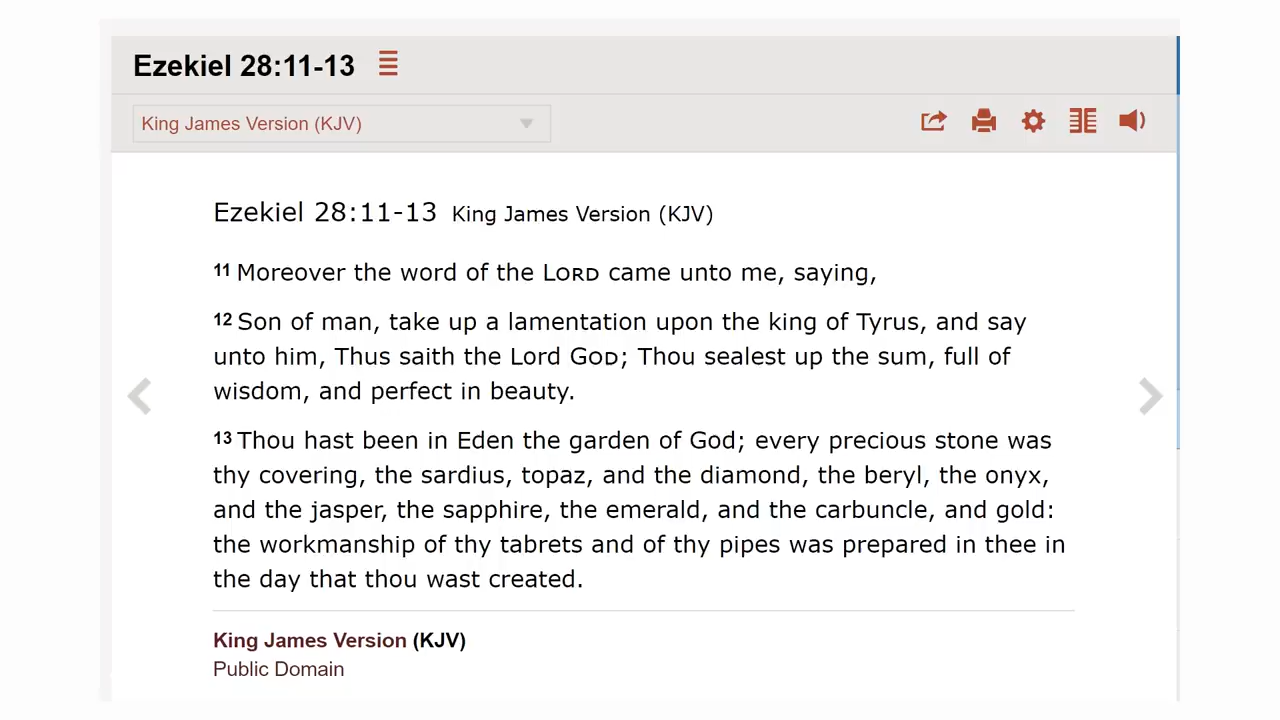 Ezekiel 28:11-13
King James Version (KJV)
Ezekiel 28:11-13 King James Version (KJV)
11 Moreover the word of the LORD came unto me, saying,
12 Son of man, take up a lamentation upon the king of Tyrus, and say
unto him, Thus saith the Lord GOD; Thou sealest up the sum, full of
wisdom, and perfect in beauty.
13 Thou hast been in Eden the garden of God; every precious stone was
thy covering, the sardius, topaz, and the diamond, the beryl, the onyx,
and the jasper, the sapphire, the emerald, and the carbuncle, and gold:
the workmanship of thy tabrets and of thy pipes was prepared in thee in
the day that thou wast created.
King James Version (KJV)
Public Domain